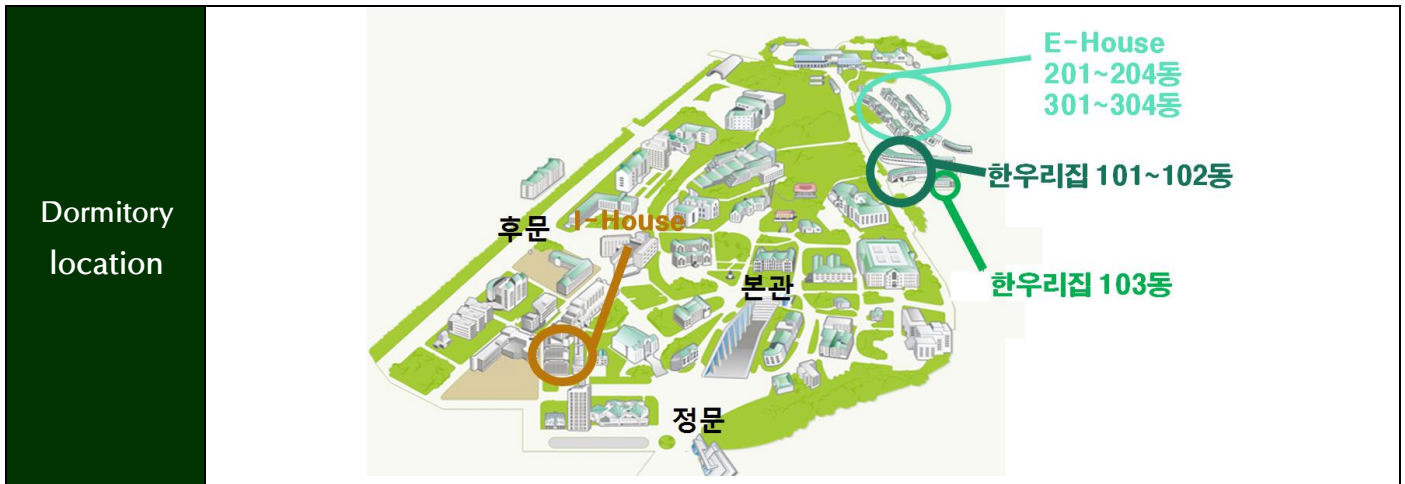 Dormitory
location
E-House
201~204동
301~304동
한우리집 101~102동
후문
I-House
본관
한우리집 103동
정문